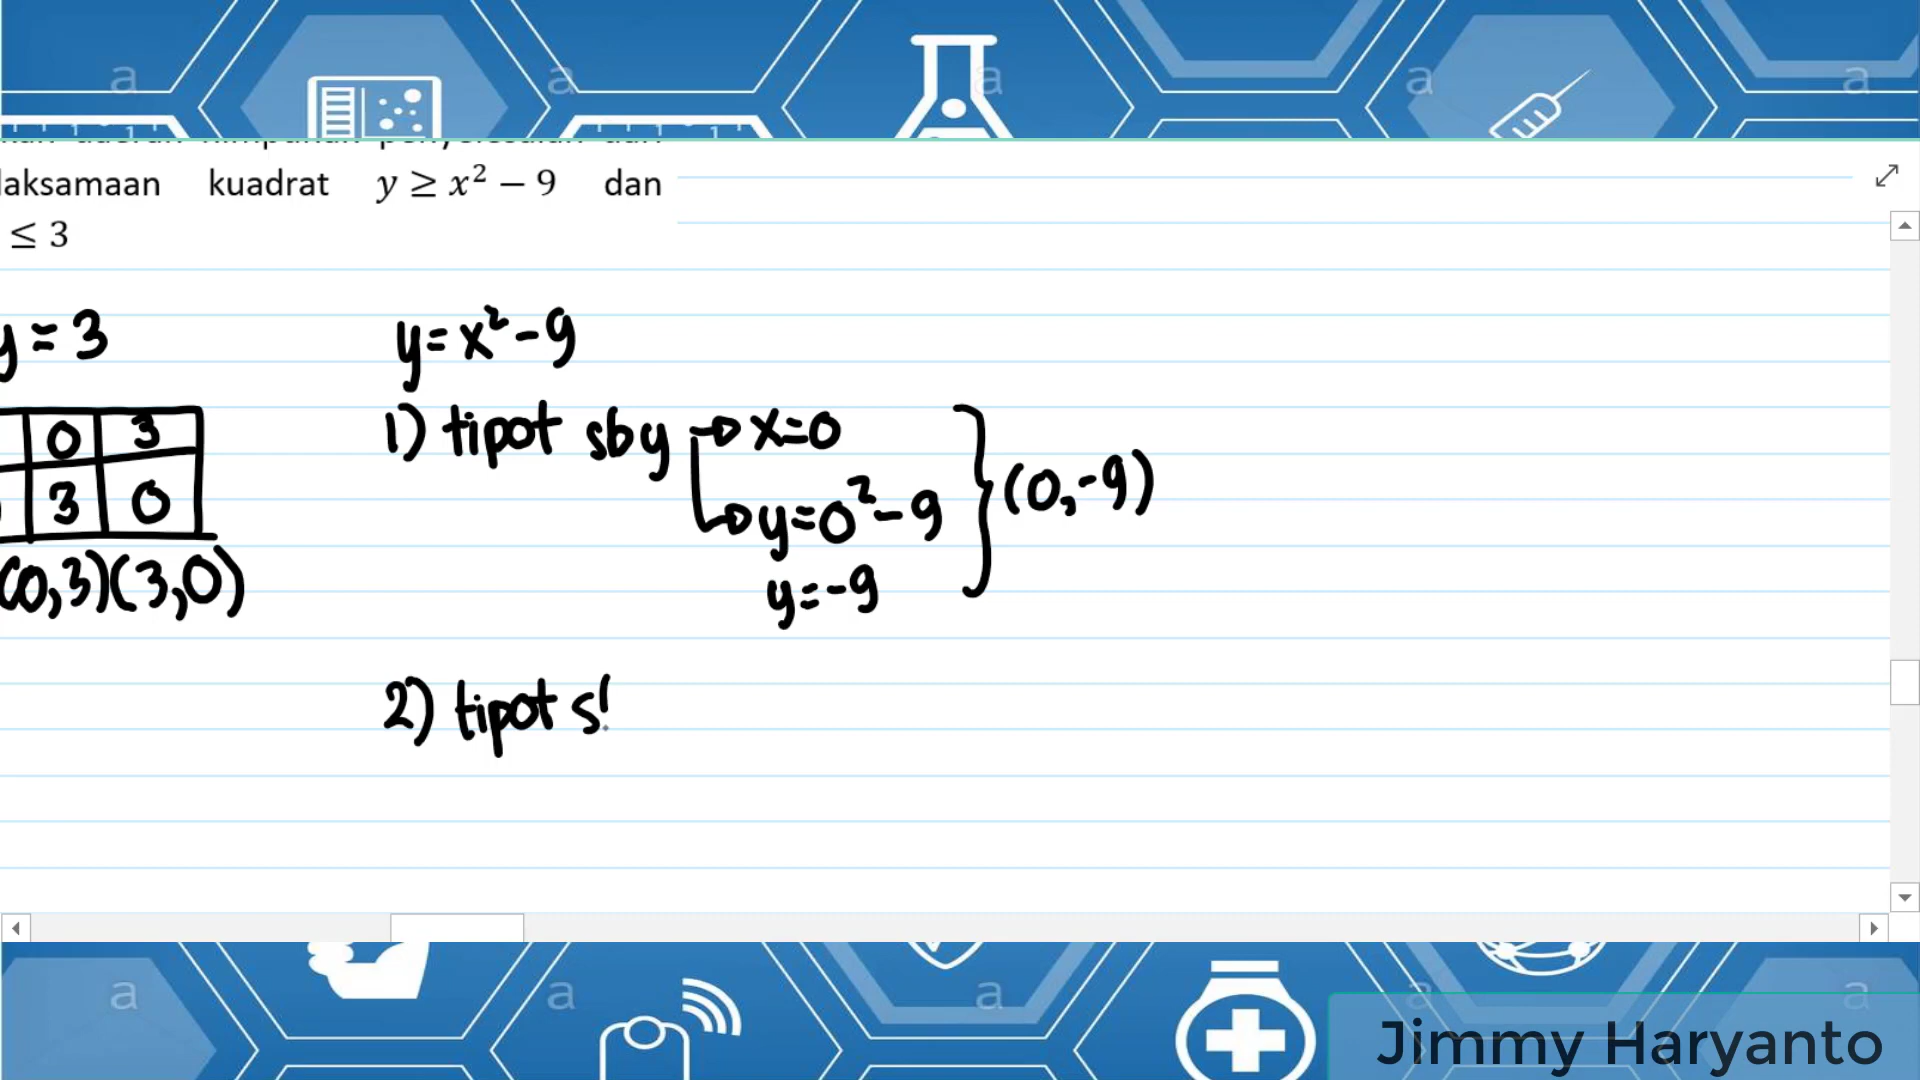 laksamaan kuadrat y ≥ x² − 9 dan
≤ 3
y = 3
y = x² - 9
0 3
3 0
(0,3)(3,0)
1) tipot sby → x=0
→ y=0²-9
y=-9
(0,-9)
2) tipot s
Jimmy Haryanto